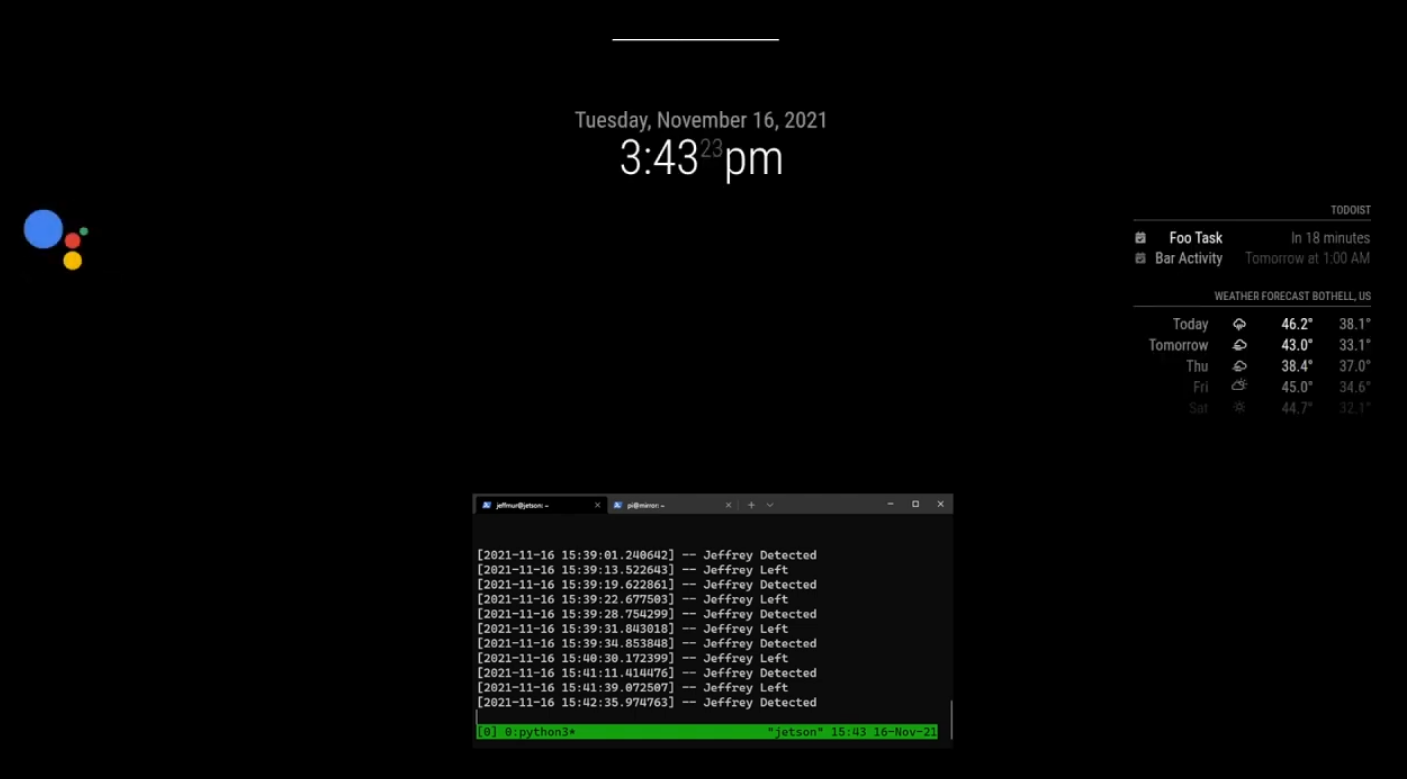 Tuesday, November 16, 2021
3:43 23 pm
TODOIST
Foo Task In 18 minutes
Bar Activity Tomorrow at 1:00 AM
WEATHER FORECAST BOTHELL, US
Today 46.2° 38.1°
Tomorrow 43.0° 33.1°
Thu 38.4° 37.0°
Fri 45.0° 34.6°
Sat 44.7° 32.1°
jeffmur@jetson: ~ pi@mirror: ~
[2021-11-16 15:39:01.240642] -- Jeffrey Detected
[2021-11-16 15:39:13.522643] -- Jeffrey Left
[2021-11-16 15:39:19.622861] -- Jeffrey Detected
[2021-11-16 15:39:22.677503] -- Jeffrey Left
[2021-11-16 15:39:28.754299] -- Jeffrey Detected
[2021-11-16 15:39:31.843018] -- Jeffrey Left
[2021-11-16 15:39:34.853848] -- Jeffrey Detected
[2021-11-16 15:40:30.172399] -- Jeffrey Left
[2021-11-16 15:41:11.414476] -- Jeffrey Detected
[2021-11-16 15:41:39.072507] -- Jeffrey Left
[2021-11-16 15:42:35.974763] -- Jeffrey Detected
[0] 0:python3* "jetson" 15:43 16-Nov-21